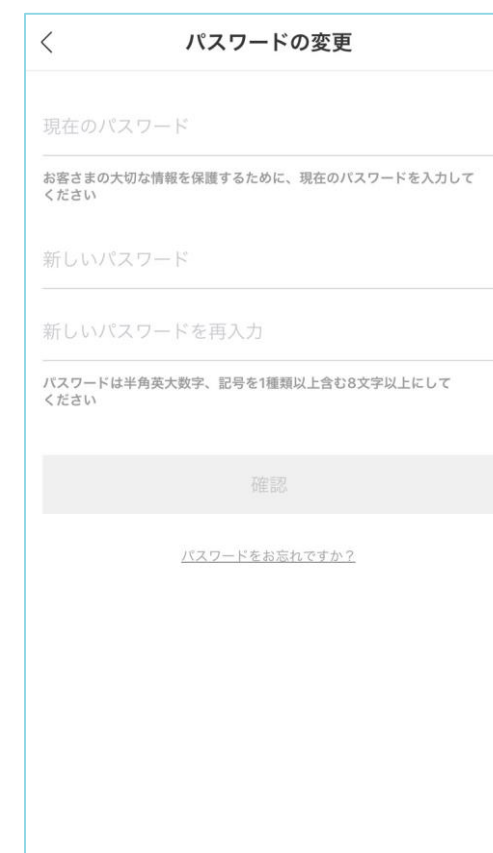 パスワードの変更
現在のパスワード
お客さまの大切な情報を保護するために、現在のパスワードを入力して
ください
新しいパスワード
新しいパスワードを再入力
パスワードは半角英大数字、記号を1種類以上含む8文字以上にして
ください
確認
パスワードをお忘れですか？